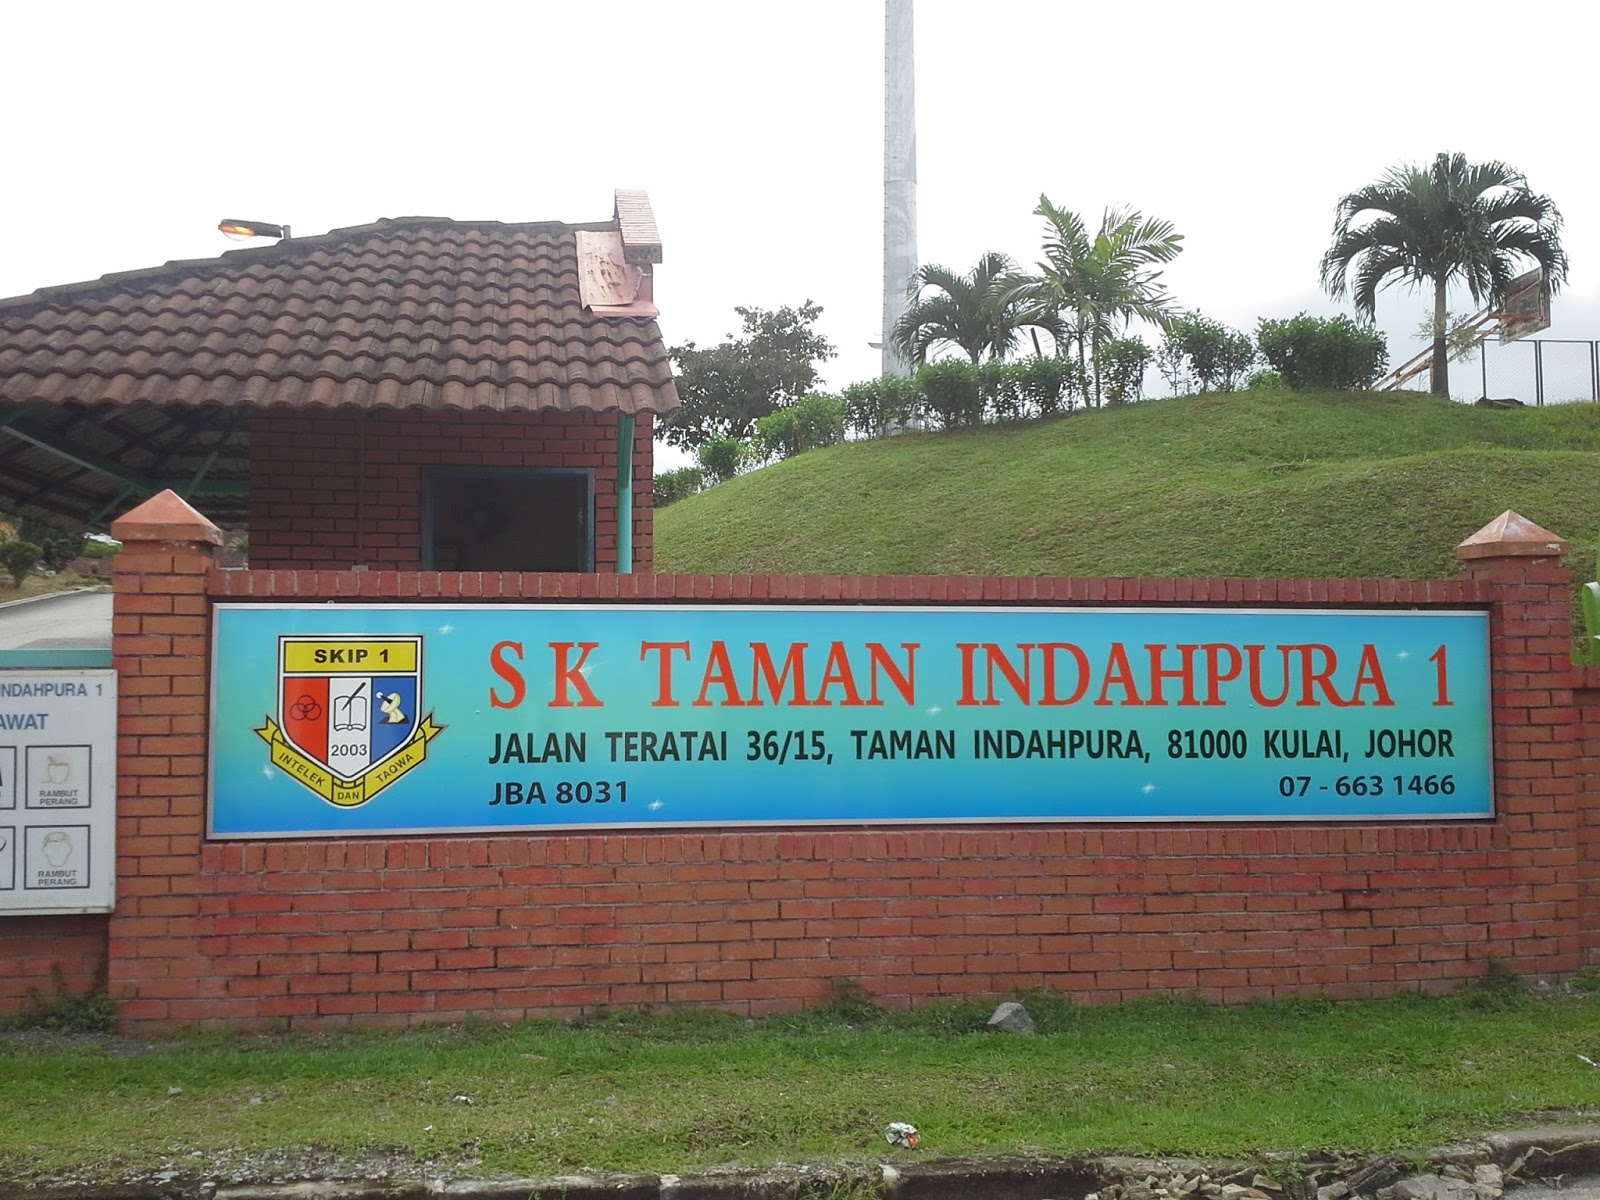 SKIP 1
2003
INTELEK DAN TAQWA
S K TAMAN INDAHPURA 1
JALAN TERATAI 36/15, TAMAN INDAHPURA, 81000 KULAI, JOHOR
JBA 8031
07 - 663 1466
NDAHPURA 1
AWAT
RAMBUT
PERANG
RAMBUT
PERANG